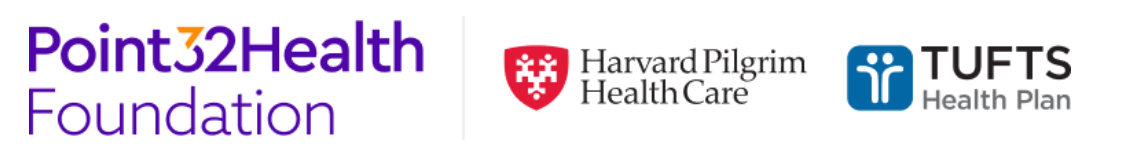 Point32Health
Foundation
Harvard Pilgrim
Health Care
TUFTS
Health Plan